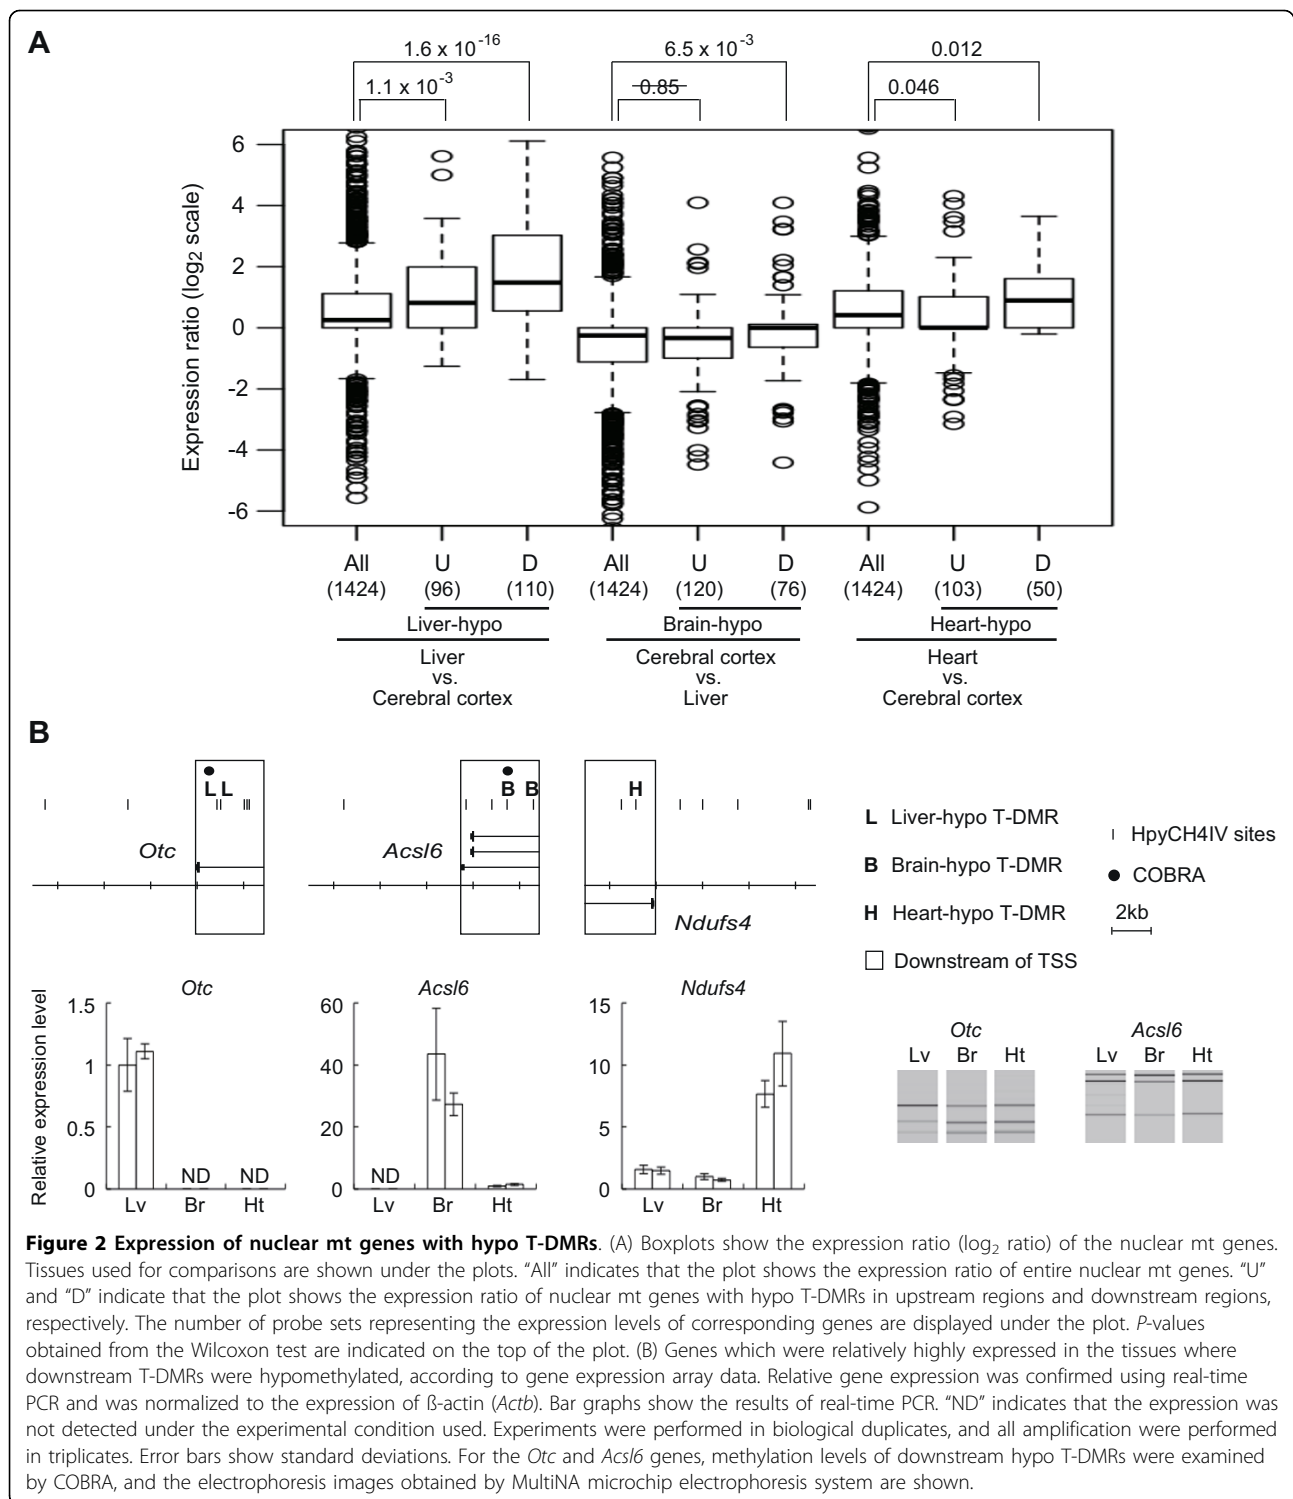 A
1.6 x 10^-16
6.5 x 10^-3
0.012
1.1 x 10^-3
0.85
0.046
Expression ratio (log2 scale)
6
4
2
0
-2
-4
-6
All U D All U D All U D
(1424) (96) (110) (1424) (120) (76) (1424) (103) (50)
Liver-hypo Brain-hypo Heart-hypo
Liver vs. Cerebral cortex
Cerebral cortex vs. Liver
Heart vs. Cerebral cortex
B
L L
B B
H
Otc
Acsl6
Ndufs4
L Liver-hypo T-DMR
B Brain-hypo T-DMR
H Heart-hypo T-DMR
Downstream of TSS
HpyCH4IV sites
COBRA
2kb
Relative expression level
Otc
1.5
1
0.5
0
ND ND
Lv Br Ht
Acsl6
60
40
20
0
ND
Lv Br Ht
Ndufs4
15
10
5
0
Lv Br Ht
Otc
Lv Br Ht
Acsl6
Lv Br Ht
Figure 2 Expression of nuclear mt genes with hypo T-DMRs. (A) Boxplots show the expression ratio (log2 ratio) of the nuclear mt genes.
Tissues used for comparisons are shown under the plots. “All” indicates that the plot shows the expression ratio of entire nuclear mt genes. “U”
and “D” indicate that the plot shows the expression ratio of nuclear mt genes with hypo T-DMRs in upstream regions and downstream regions,
respectively. The number of probe sets representing the expression levels of corresponding genes are displayed under the plot. P-values
obtained from the Wilcoxon test are indicated on the top of the plot. (B) Genes which were relatively highly expressed in the tissues where
downstream T-DMRs were hypomethylated, according to gene expression array data. Relative gene expression was confirmed using real-time
PCR and was normalized to the expression of ß-actin (Actb). Bar graphs show the results of real-time PCR. “ND” indicates that the expression was
not detected under the experimental condition used. Experiments were performed in biological duplicates, and all amplification were performed
in triplicates. Error bars show standard deviations. For the Otc and Acsl6 genes, methylation levels of downstream hypo T-DMRs were examined
by COBRA, and the electrophoresis images obtained by MultiNA microchip electrophoresis system are shown.